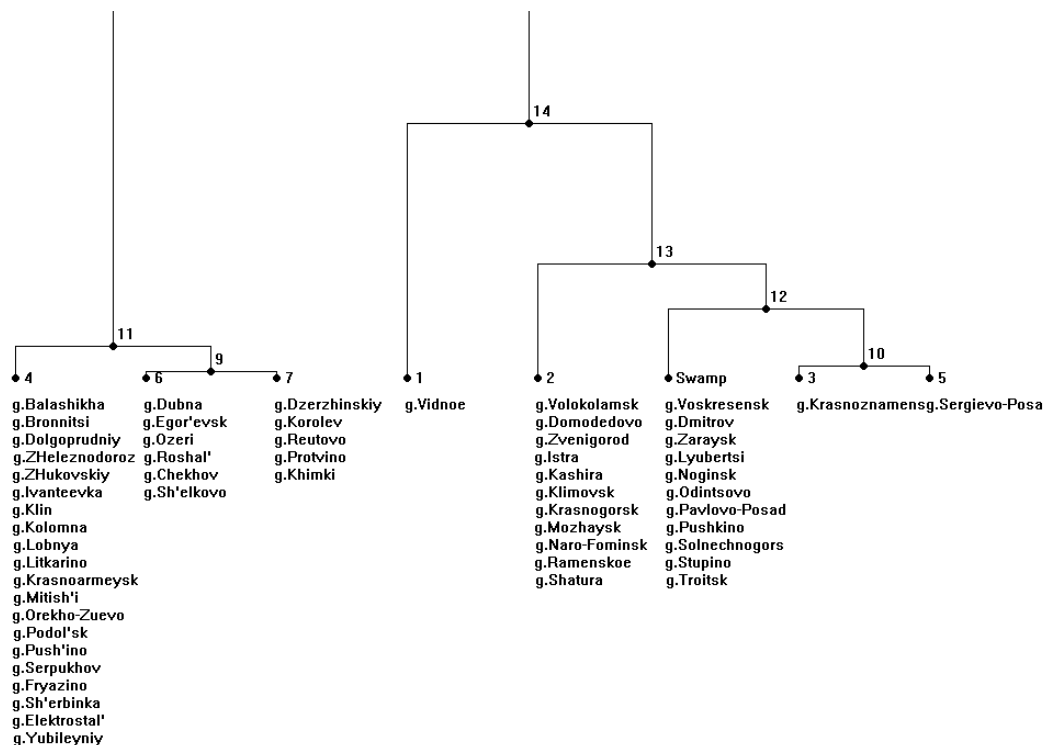 14
13
12
11
10
9
4
6
7
1
2
Swamp
3
5
g.Balashikha
g.Bronnitsi
g.Dolgoprudniy
g.ZHeleznodoroz
g.ZHukovskiy
g.Ivanteevka
g.Klin
g.Kolomna
g.Lobnya
g.Litkarino
g.Krasnoarmeysk
g.Mitish'i
g.Orekho-Zuevo
g.Podol'sk
g.Push'ino
g.Serpukhov
g.Fryazino
g.Sh'erbinka
g.Elektrostal'
g.Yubileyniy
g.Dubna
g.Egor'evsk
g.Ozeri
g.Roshal'
g.Chekhov
g.Sh'elkovo
g.Dzerzhinskiy
g.Korolev
g.Reutovo
g.Protvino
g.Khimki
g.Vidnoe
g.Volokolamsk
g.Domodedovo
g.Zvenigorod
g.Istra
g.Kashira
g.Klimovsk
g.Krasnogorsk
g.Mozhaysk
g.Naro-Fominsk
g.Ramenskoe
g.Shatura
g.Voskresensk
g.Dmitrov
g.Zaraysk
g.Lyubertsi
g.Noginsk
g.Odintsovo
g.Pavlovo-Posad
g.Pushkino
g.Solnechnogors
g.Stupino
g.Troitsk
g.Krasnoznamens
g.Sergievo-Posa